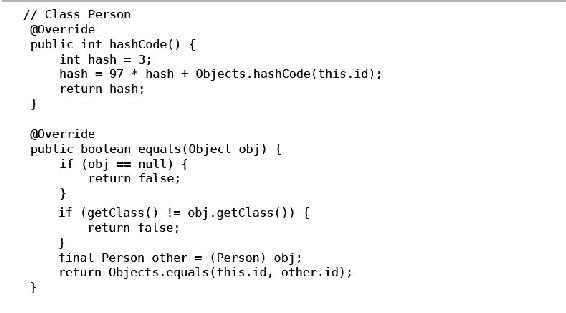 // Class Person
@Override
public int hashCode() {
int hash = 3;
hash = 97 * hash + Objects.hashCode(this.id);
return hash;
}
@Override
public boolean equals(Object obj) {
if (obj == null) {
return false;
}
if (getClass() != obj.getClass()) {
return false;
}
final Person other = (Person) obj;
return Objects.equals(this.id, other.id);
}